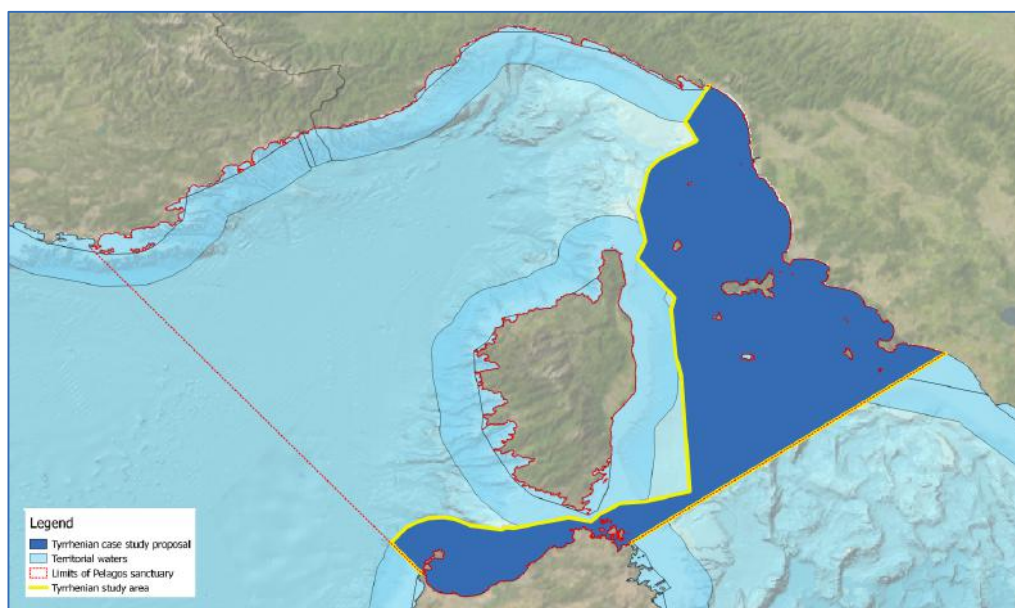 Legend
Tyrrhenian case study proposal
Territorial waters
Limits of Pelagos sanctuary
Tyrrhenian study area